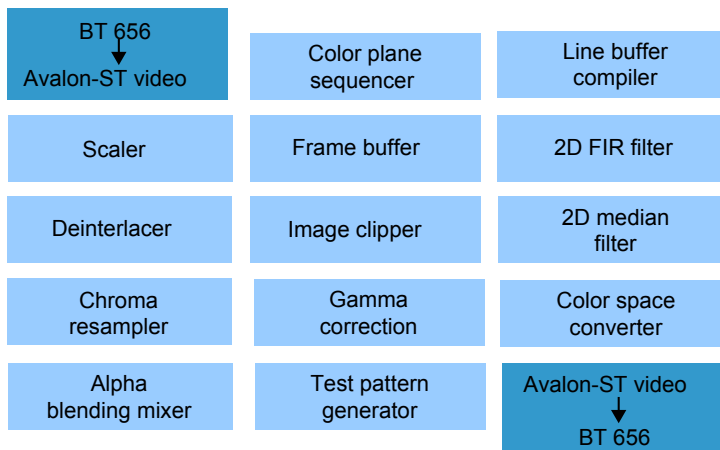 BT 656
Avalon-ST video
Color plane
sequencer
Line buffer
compiler
Scaler
Frame buffer
2D FIR filter
Deinterlacer
Image clipper
2D median
filter
Chroma
resampler
Gamma
correction
Color space
converter
Alpha
blending mixer
Test pattern
generator
Avalon-ST video
BT 656